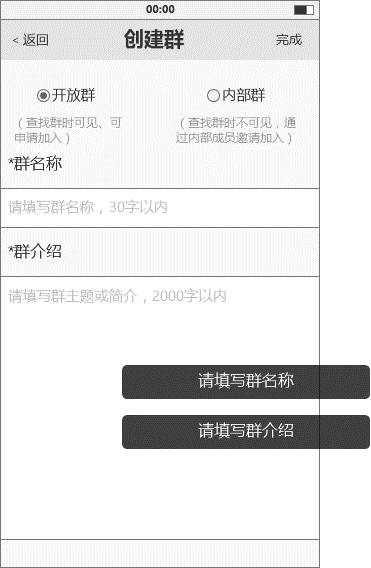 00:00
< 返回 创建群 完成
开放群 内部群
（查找群时可见、可
申请加入）
（查找群时不可见，通
过内部成员邀请加入）
*群名称
请填写群名称，30字以内
*群介绍
请填写群主题或简介，2000字以内
请填写群名称
请填写群介绍